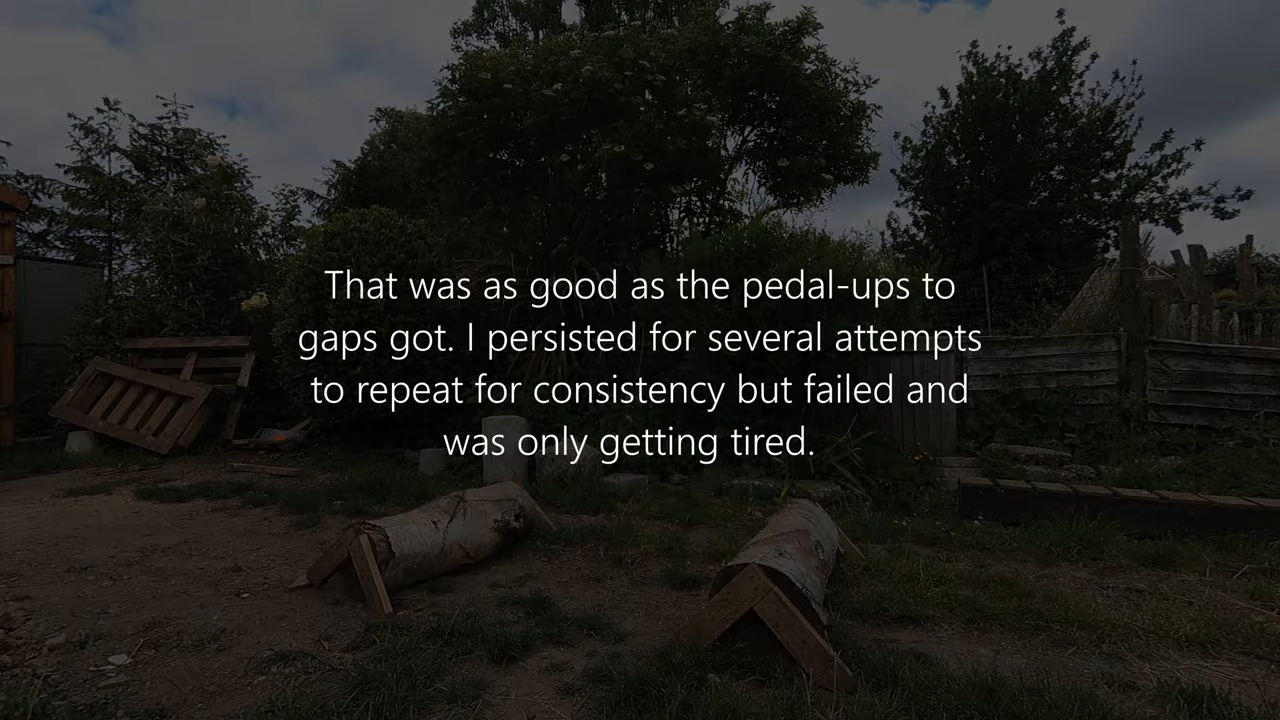 That was as good as the pedal-ups to
gaps got. I persisted for several attempts
to repeat for consistency but failed and
was only getting tired.